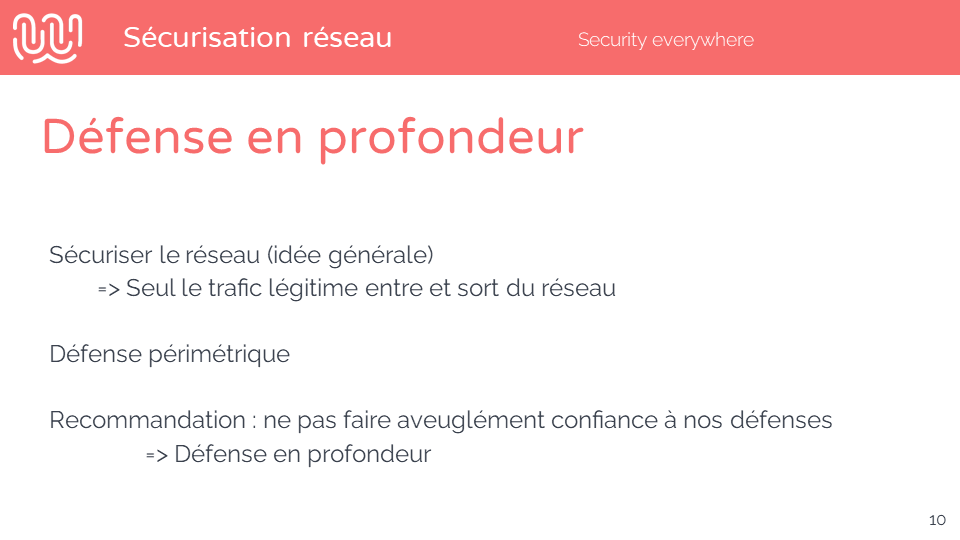 Sécurisation réseau
Security everywhere
Défense en profondeur
Sécuriser le réseau (idée générale)
=> Seul le trafic légitime entre et sort du réseau
Défense périmétrique
Recommandation : ne pas faire aveuglément confiance à nos défenses
=> Défense en profondeur
10